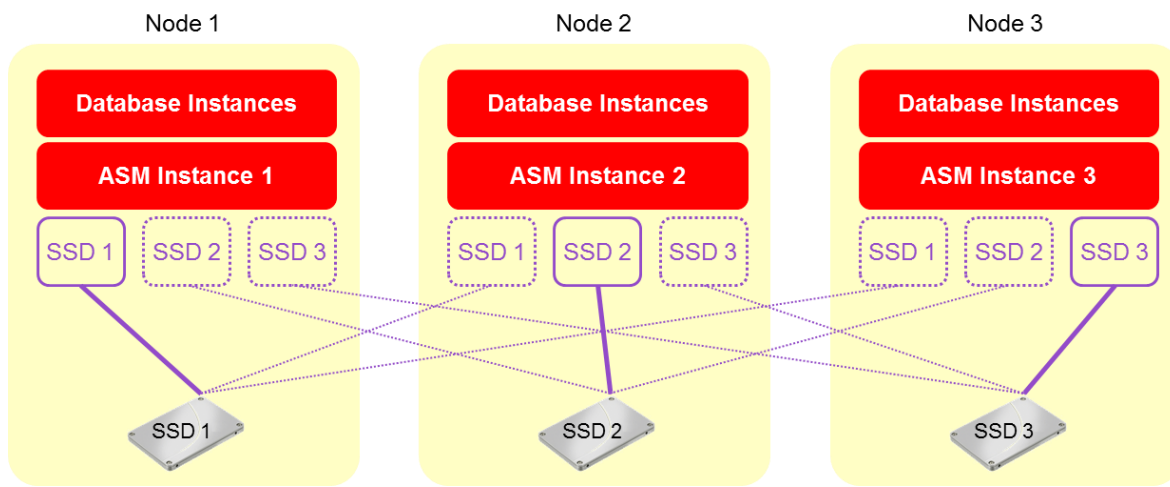 Node 1
Node 2
Node 3
Database Instances
Database Instances
Database Instances
ASM Instance 1
ASM Instance 2
ASM Instance 3
SSD 1
SSD 2
SSD 3
SSD 1
SSD 2
SSD 3
SSD 1
SSD 2
SSD 3
SSD 1
SSD 2
SSD 3